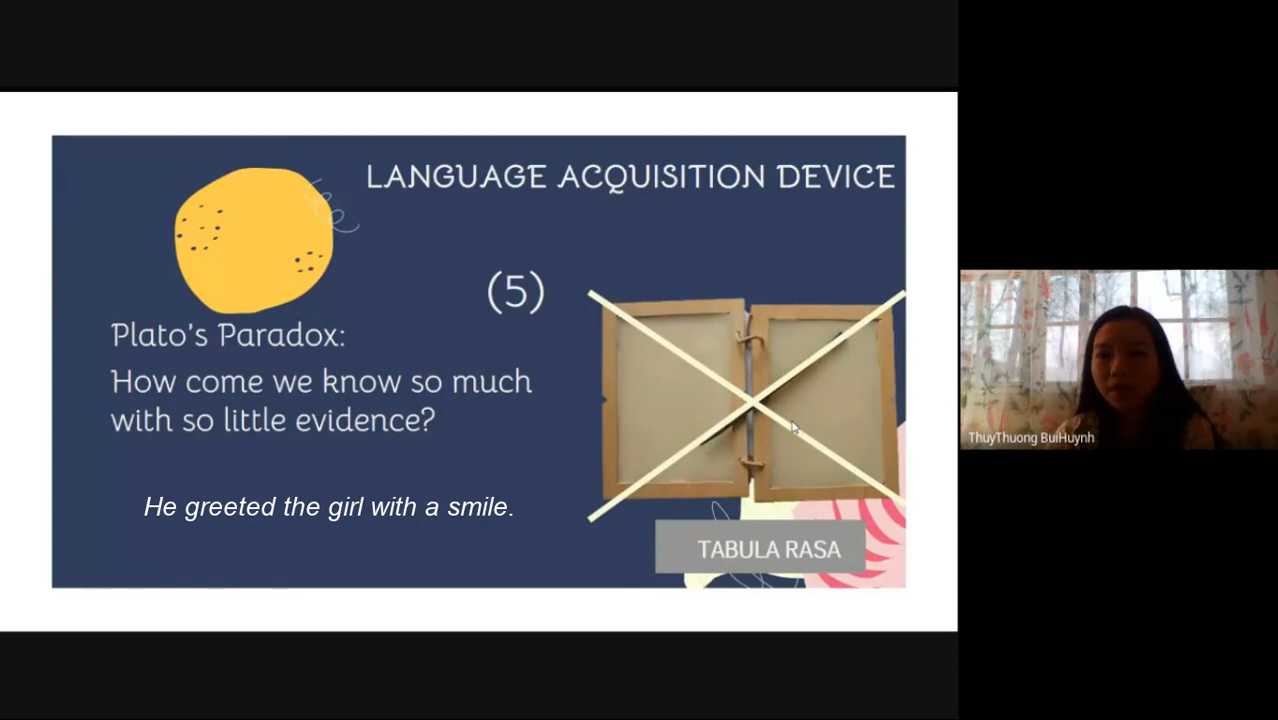 LANGUAGE ACQUISITION DEVICE
(5)
Plato's Paradox:
How come we know so much
with so little evidence?
He greeted the girl with a smile.
TABULA RASA
ThuyThuong BuiHuynh